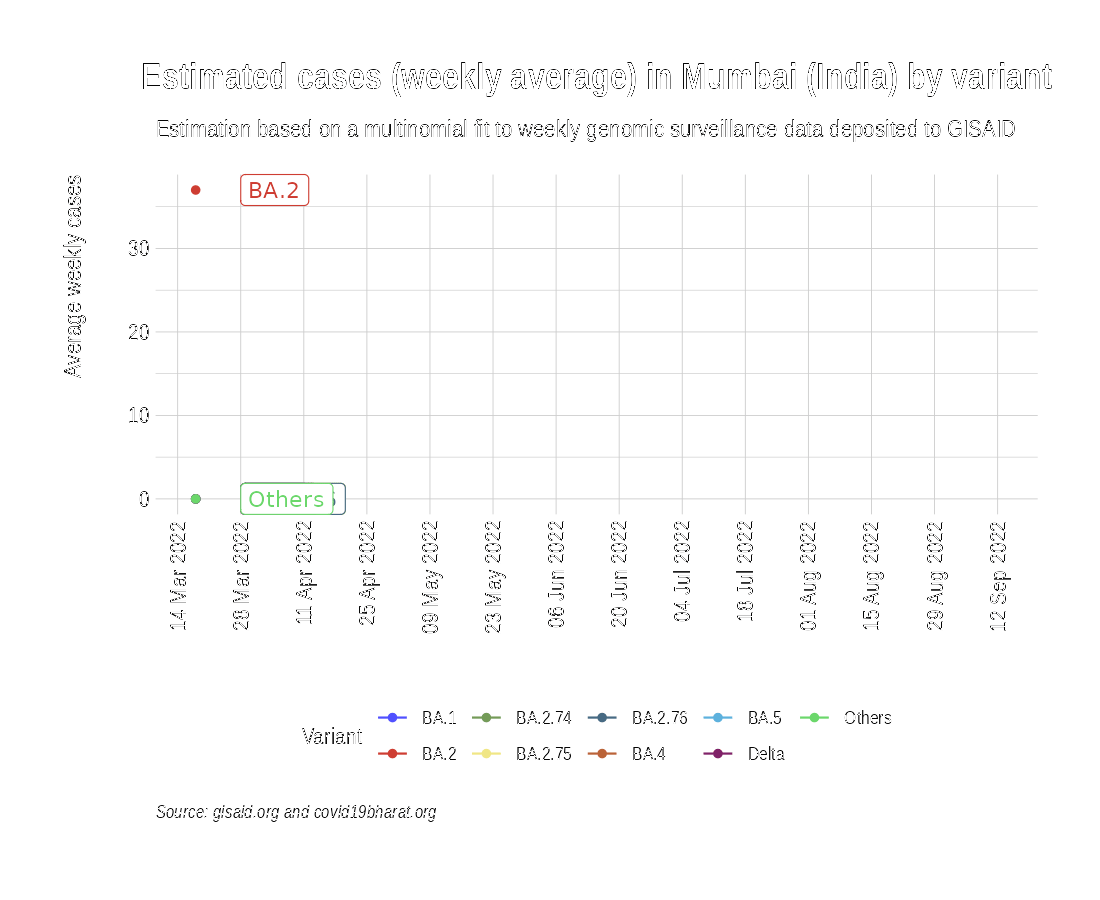 Estimated cases (weekly average) in Mumbai (India) by variant
Estimation based on a multinomial fit to weekly genomic surveillance data deposited to GISAID
Average weekly cases
BA.2
30
20
10
0
Others
14 Mar 2022
28 Mar 2022
11 Apr 2022
25 Apr 2022
09 May 2022
23 May 2022
06 Jun 2022
20 Jun 2022
04 Jul 2022
18 Jul 2022
01 Aug 2022
15 Aug 2022
29 Aug 2022
12 Sep 2022
Variant
BA.1 BA.2.74 BA.2.76 BA.5 Others
BA.2 BA.2.75 BA.4 Delta
Source: gisaid.org and covid19bharat.org